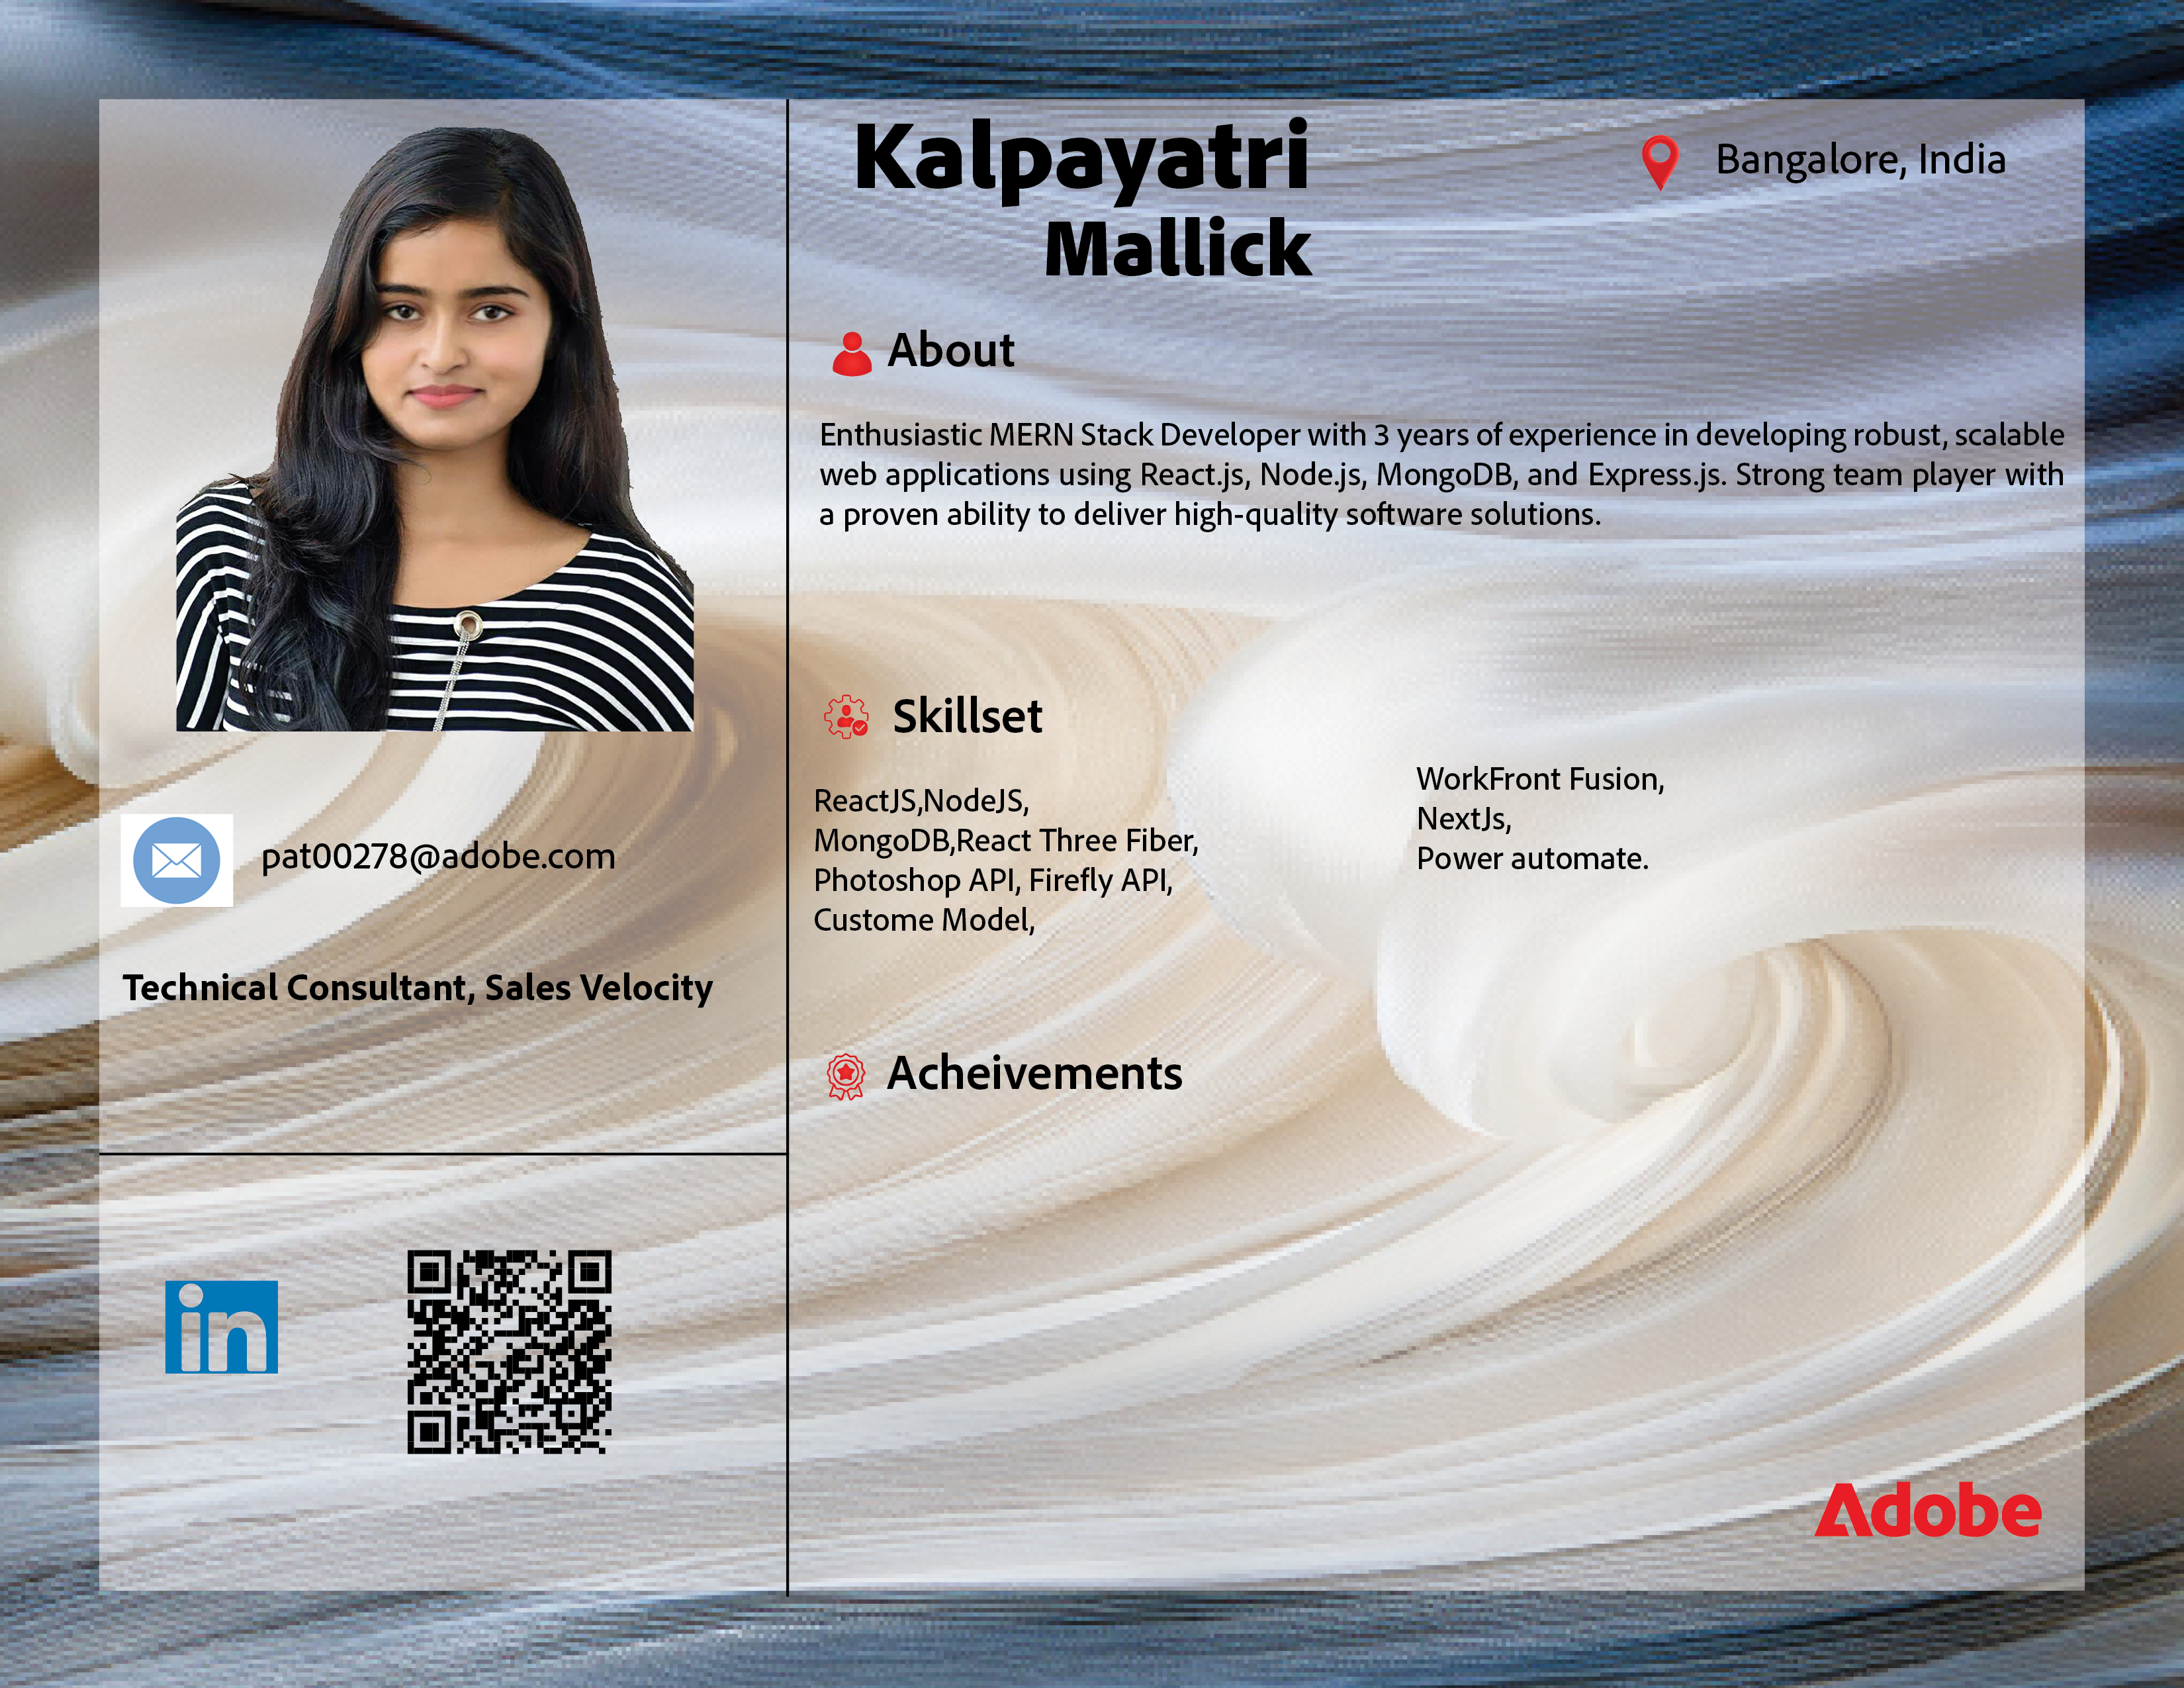 Kalpayatri
Mallick
Bangalore, India
About
Enthusiastic MERN Stack Developer with 3 years of experience in developing robust, scalable
web applications using React.js, Node.js, MongoDB, and Express.js. Strong team player with
a proven ability to deliver high-quality software solutions.
Skillset
ReactJS,NodeJS,
MongoDB,React Three Fiber,
Photoshop API, Firefly API,
Custome Model,
WorkFront Fusion,
NextJs,
Power automate.
Acheivements
pat00278@adobe.com
Technical Consultant, Sales Velocity
in
Adobe